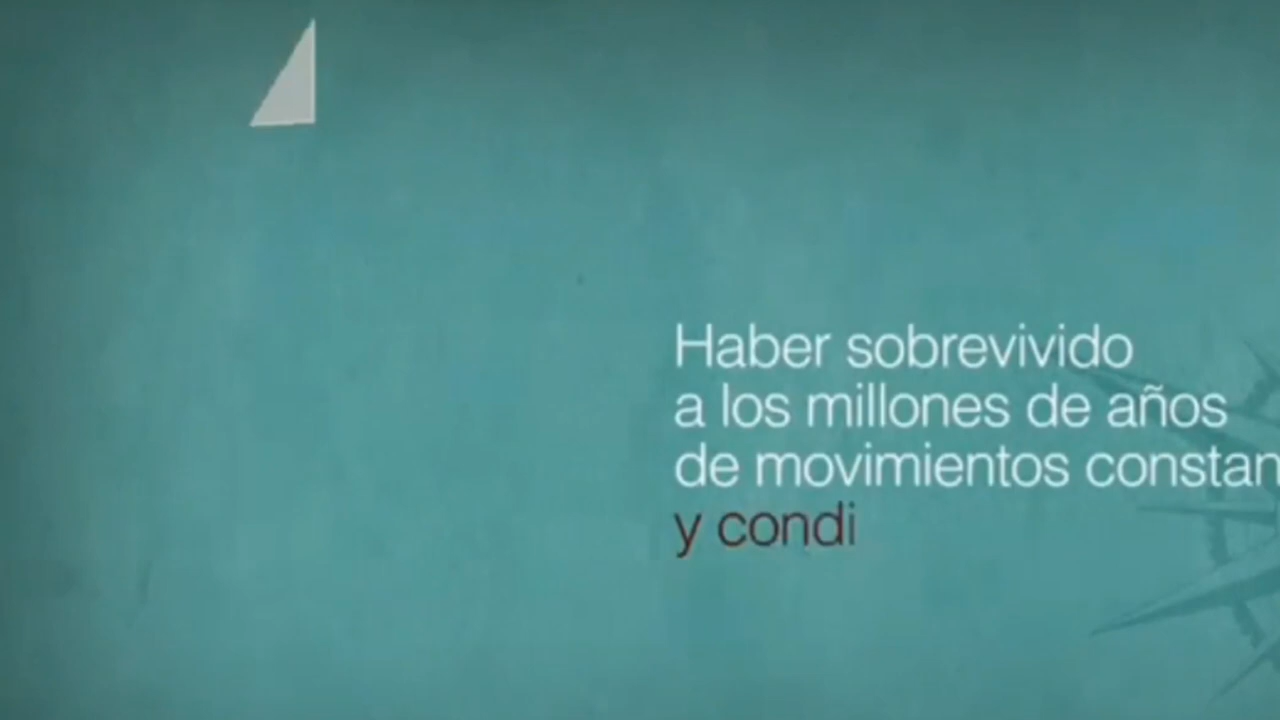 Haber sobrevivido
a los millones de años
de movimientos constan
y condi